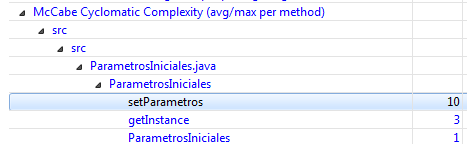 McCabe Cyclomatic Complexity (avg/max per method)
src
src
ParametrosIniciales.java
ParametrosIniciales
setParametros 10
getInstance 3
ParametrosIniciales 1